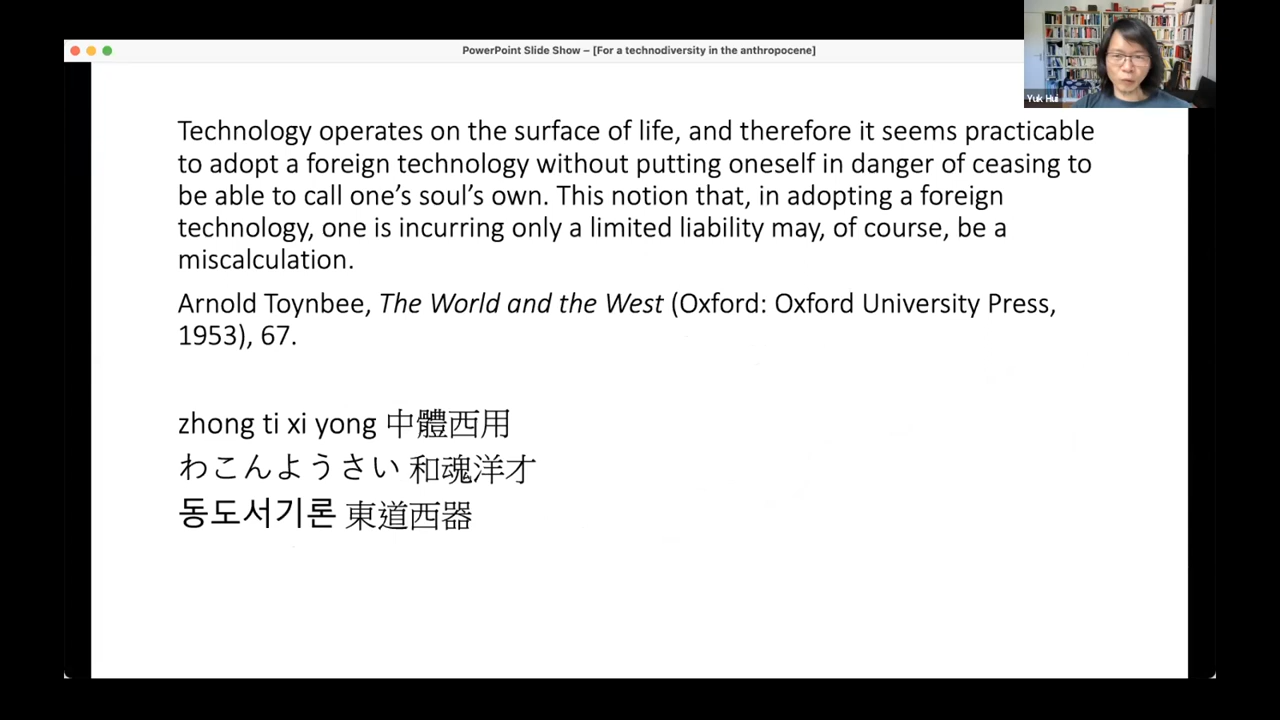 PowerPoint Slide Show – [For a technodiversity in the anthropocene]
Yuk Hui
Technology operates on the surface of life, and therefore it seems practicable
to adopt a foreign technology without putting oneself in danger of ceasing to
be able to call one’s soul’s own. This notion that, in adopting a foreign
technology, one is incurring only a limited liability may, of course, be a
miscalculation.
Arnold Toynbee, The World and the West (Oxford: Oxford University Press,
1953), 67.
zhong ti xi yong 中體西用
わこんようさい 和魂洋才
동도서기론 東道西器